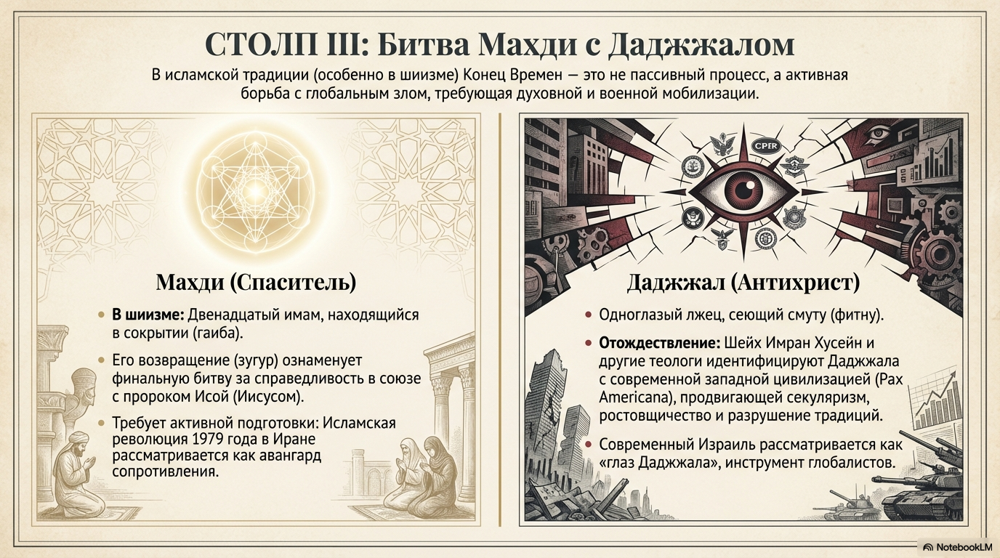 СТОЛП III: Битва Махди с Даджжалом
В исламской традиции (особенно в шиизме) Конец Времен — это не пассивный процесс, а активная
борьба с глобальным злом, требующая духовной и военной мобилизации.
Махди (Спаситель)
• В шиизме: Двенадцатый имам, находящийся
в сокрытии (гаиба).
• Его возвращение (зугур) ознаменует
финальную битву за справедливость в союзе
с пророком Исой (Иисусом).
• Требует активной подготовки: Исламская
революция 1979 года в Иране
рассматривается как авангард
сопротивления.
CPER
Даджжал (Антихрист)
• Одноглазый лжец, сеющий смуту (фитну).
• Отождествление: Шейх Имран Хусейн и
другие теологи идентифицируют Даджжала
с современной западной цивилизацией (Pax
Americana), продвигающей секуляризм,
ростовщичество и разрушение традиций.
• Современный Израиль рассматривается как
«глаз Даджжала», инструмент глобалистов.
NotebookLM